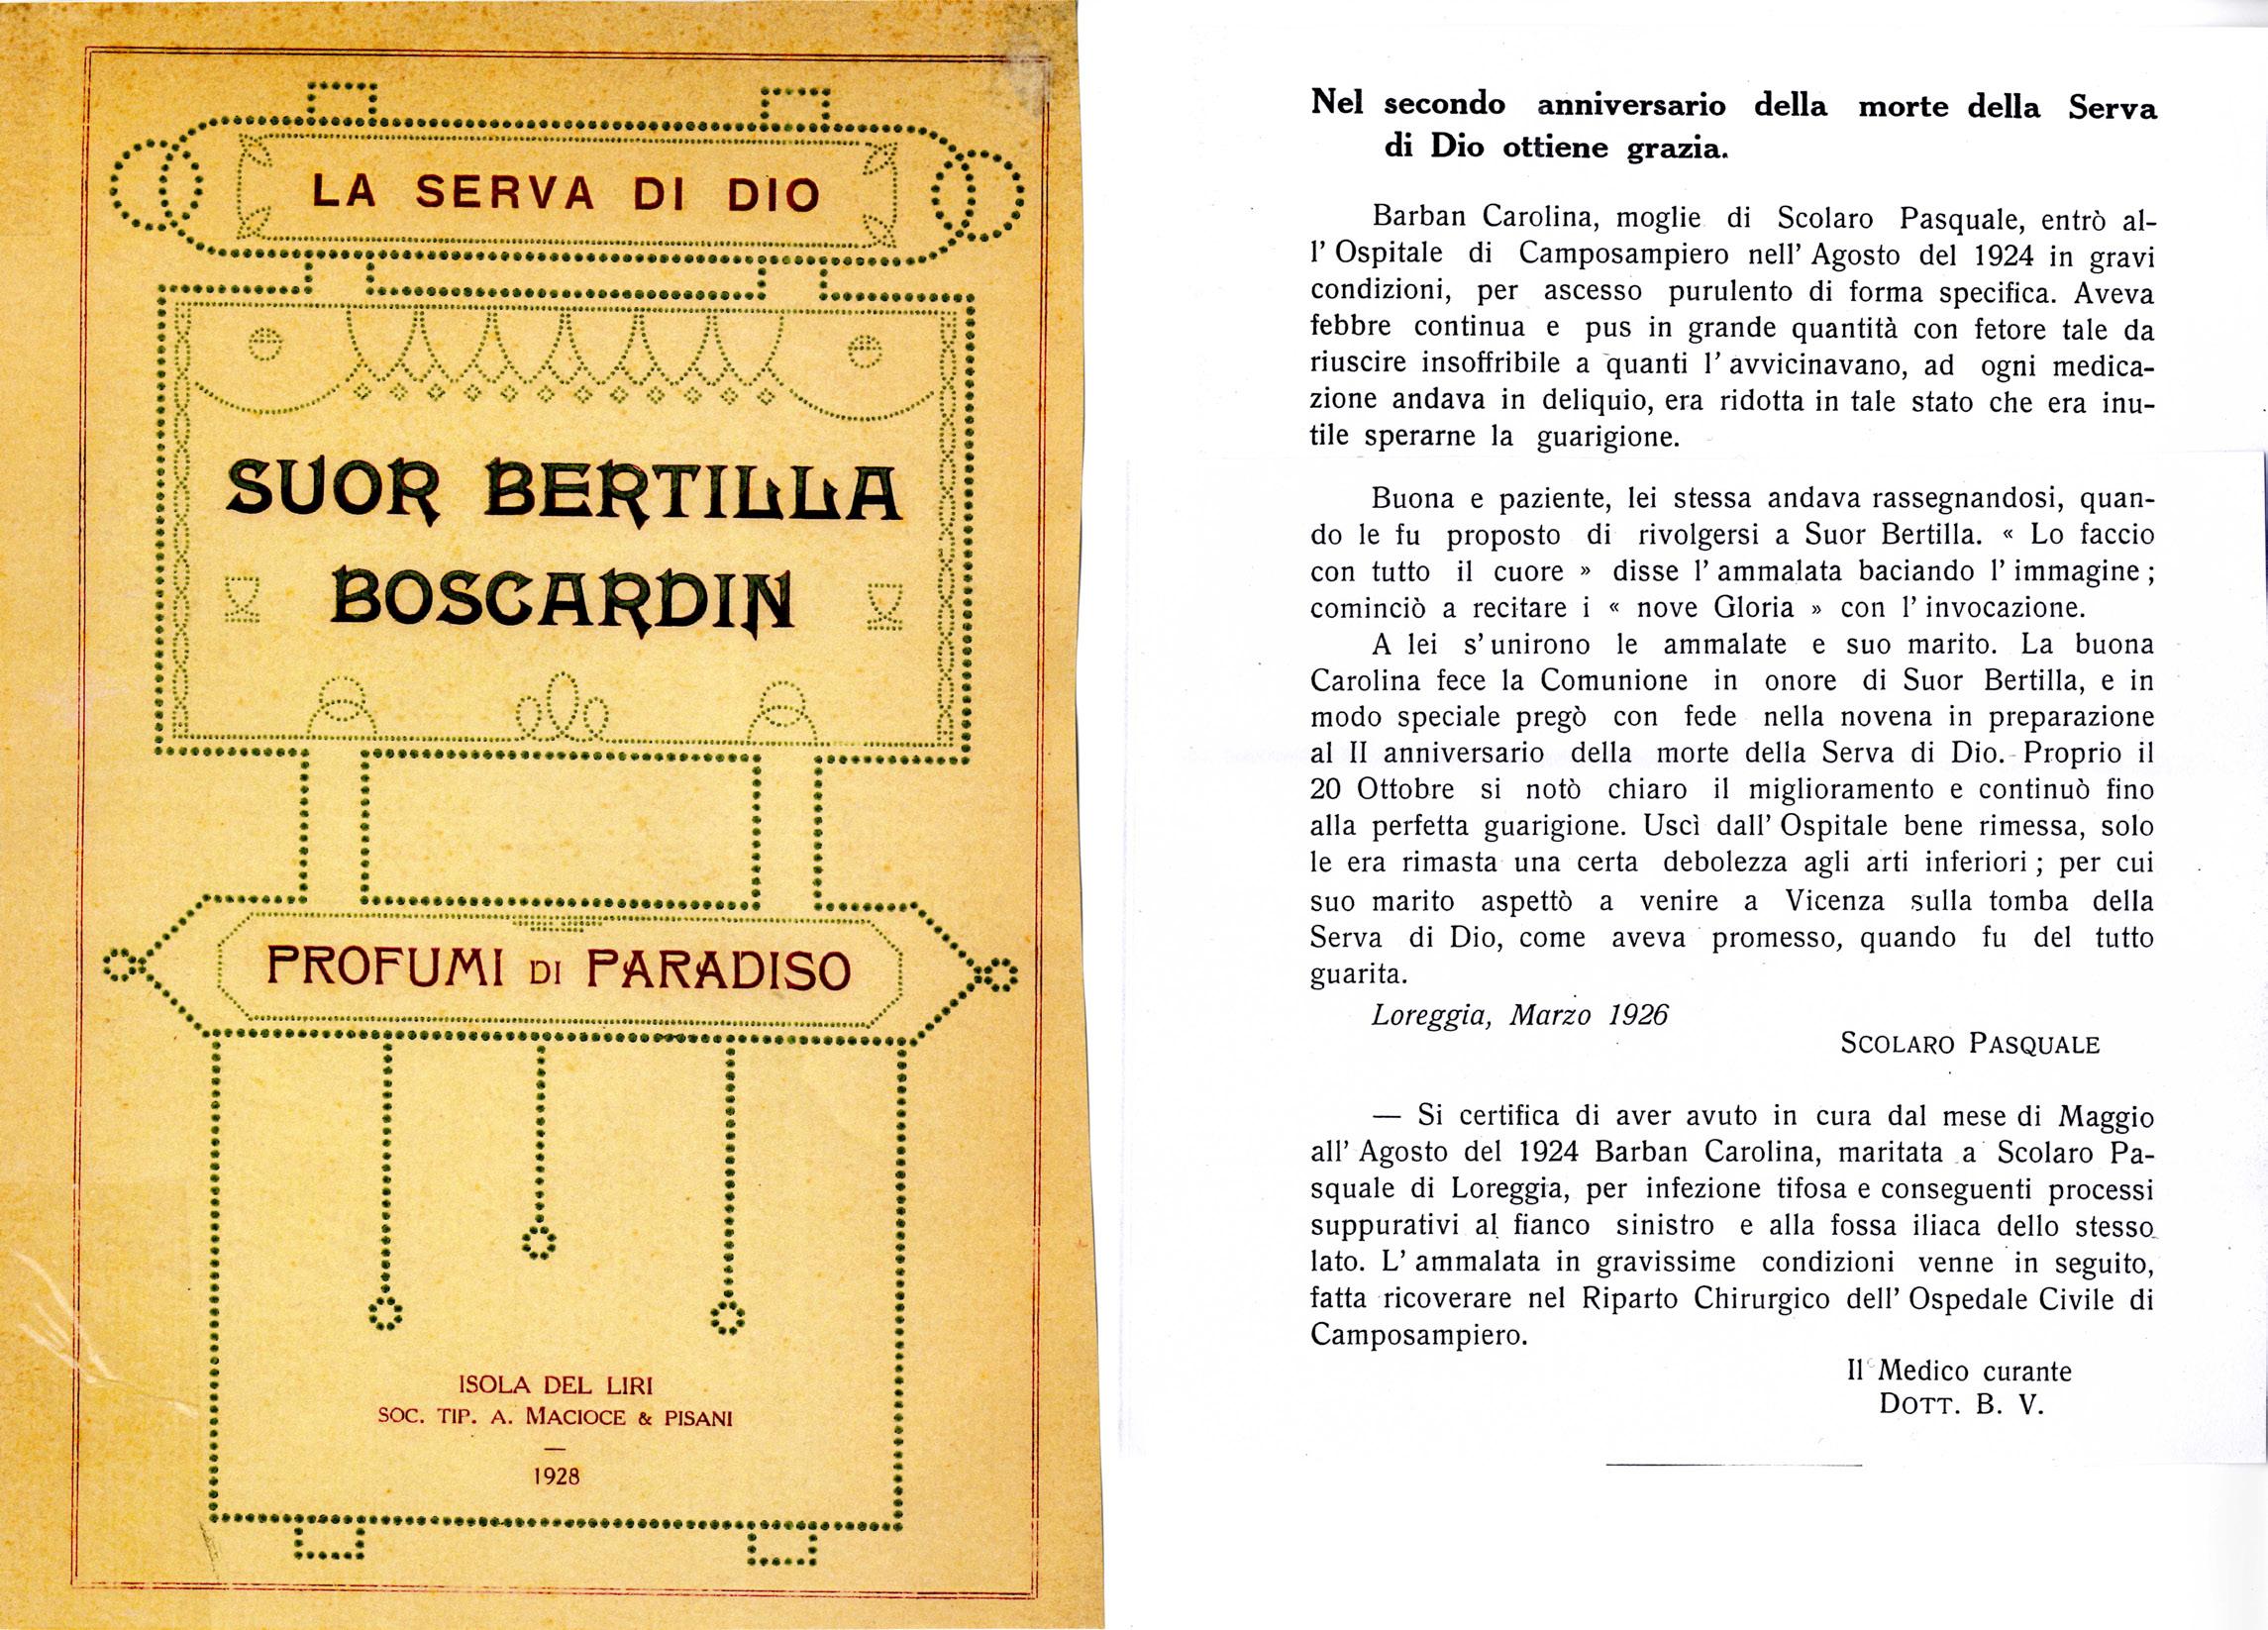 LA SERVA DI DIO
SUOR BERTILLA
BOSCARDIN
PROFUMI DI PARADISO
ISOLA DEL LIRI
SOC. TIP. A. MACIOCE & PISANI
—
1928
Nel secondo anniversario della morte della Serva
di Dio ottiene grazia.
Barban Carolina, moglie di Scolaro Pasquale, entrò al-
l' Ospitale di Camposampiero nell' Agosto del 1924 in gravi
condizioni, per ascesso purulento di forma specifica. Aveva
febbre continua e pus in grande quantità con fetore tale da
riuscire insoffribile a quanti l' avvicinavano, ad ogni medica-
zione andava in deliquio, era ridotta in tale stato che era inu-
tile sperarne la guarigione.
Buona e paziente, lei stessa andava rassegnandosi, quan-
do le fu proposto di rivolgersi a Suor Bertilla. « Lo faccio
con tutto il cuore » disse l' ammalata baciando l' immagine ;
cominciò a recitare i « nove Gloria » con l' invocazione.
A lei s' unirono le ammalate e suo marito. La buona
Carolina fece la Comunione in onore di Suor Bertilla, e in
modo speciale pregò con fede nella novena in preparazione
al II anniversario della morte della Serva di Dio. Proprio il
20 Ottobre si notò chiaro il miglioramento e continuò fino
alla perfetta guarigione. Uscì dall' Ospitale bene rimessa, solo
le era rimasta una certa debolezza agli arti inferiori ; per cui
suo marito aspettò a venire a Vicenza sulla tomba della
Serva di Dio, come aveva promesso, quando fu del tutto
guarita.
Loreggia, Marzo 1926
SCOLARO PASQUALE
— Si certifica di aver avuto in cura dal mese di Maggio
all' Agosto del 1924 Barban Carolina, maritata a Scolaro Pa-
squale di Loreggia, per infezione tifosa e conseguenti processi
suppurativi al fianco sinistro e alla fossa iliaca dello stesso
lato. L' ammalata in gravissime condizioni venne in seguito,
fatta ricoverare nel Riparto Chirurgico dell' Ospedale Civile di
Camposampiero.
Il Medico curante
DOTT. B. V.